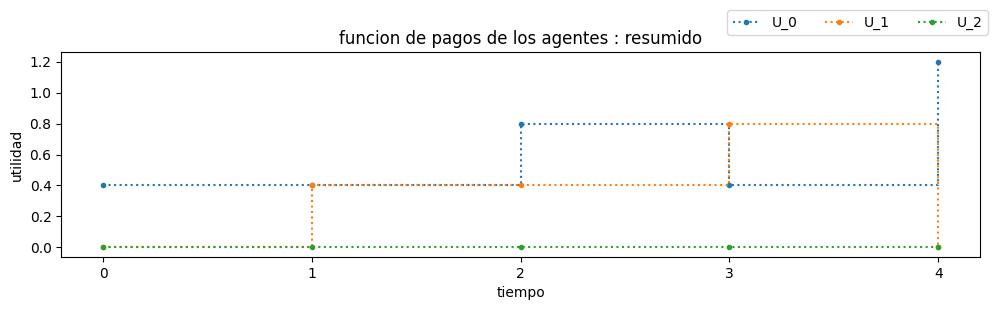 U_0 U_1 U_2
funcion de pagos de los agentes : resumido
utilidad
1.2
1.0
0.8
0.6
0.4
0.2
0.0
0 1 2 3 4
tiempo